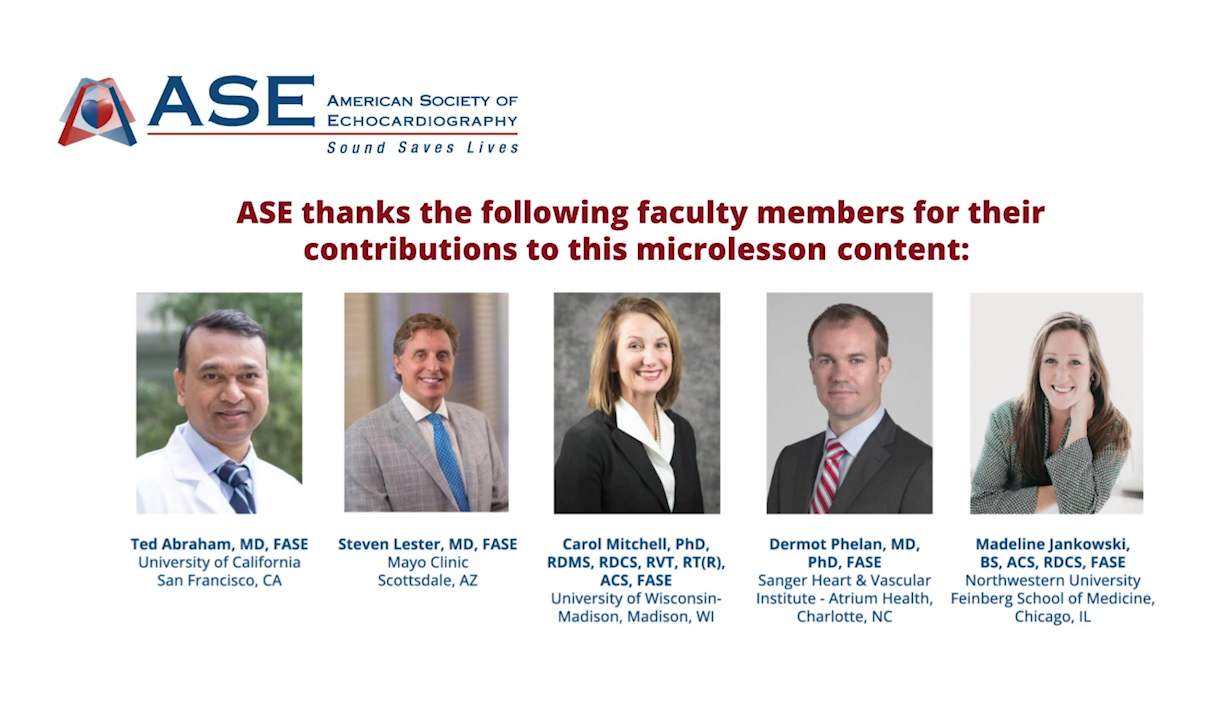 ASE
AMERICAN SOCIETY OF
ECHOCARDIOGRAPHY
Sound Saves Lives
ASE thanks the following faculty members for their
contributions to this microlesson content:
Ted Abraham, MD, FASE
University of California
San Francisco, CA
Steven Lester, MD, FASE
Mayo Clinic
Scottsdale, AZ
Carol Mitchell, PhD,
RDMS, RDCS, RVT, RT(R),
ACS, FASE
University of Wisconsin-
Madison, Madison, WI
Dermot Phelan, MD,
PhD, FASE
Sanger Heart & Vascular
Institute - Atrium Health,
Charlotte, NC
Madeline Jankowski,
BS, ACS, RDCS, FASE
Northwestern University
Feinberg School of Medicine,
Chicago, IL